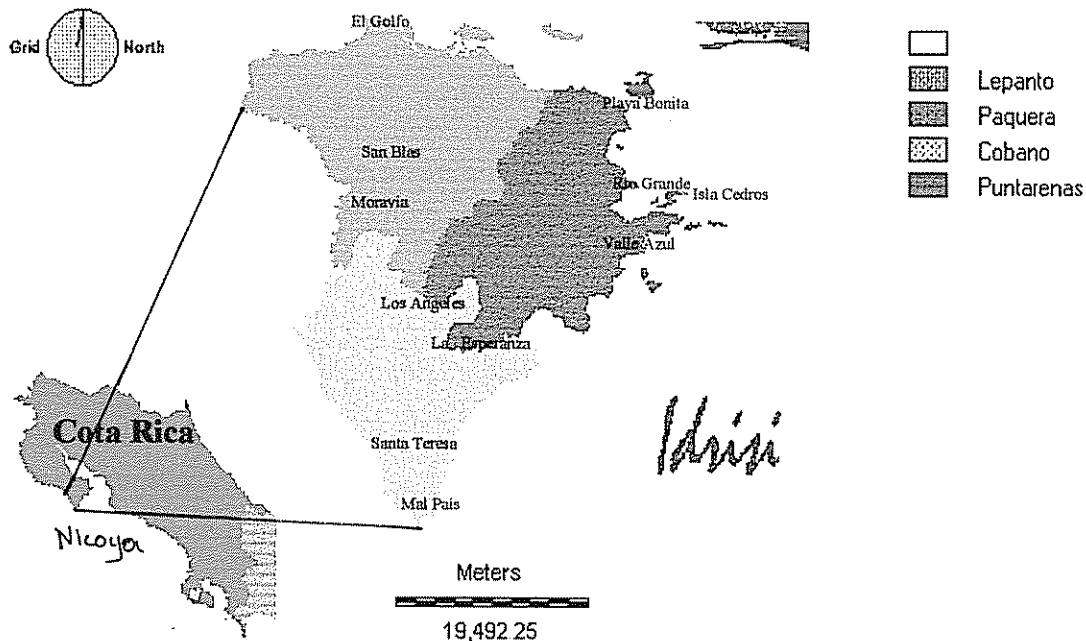 El Golfo
Grid North
Lepanto
Paquera
Cobano
Puntarenas
Playa Bonita
San Blas
Rio Grande
Isla Cedros
Moravia
Valle Azul
Los Angeles
La Esperanza
Cota Rica
Idrisi
Santa Teresa
Mal Pais
Nicoya
Meters
19,492.25